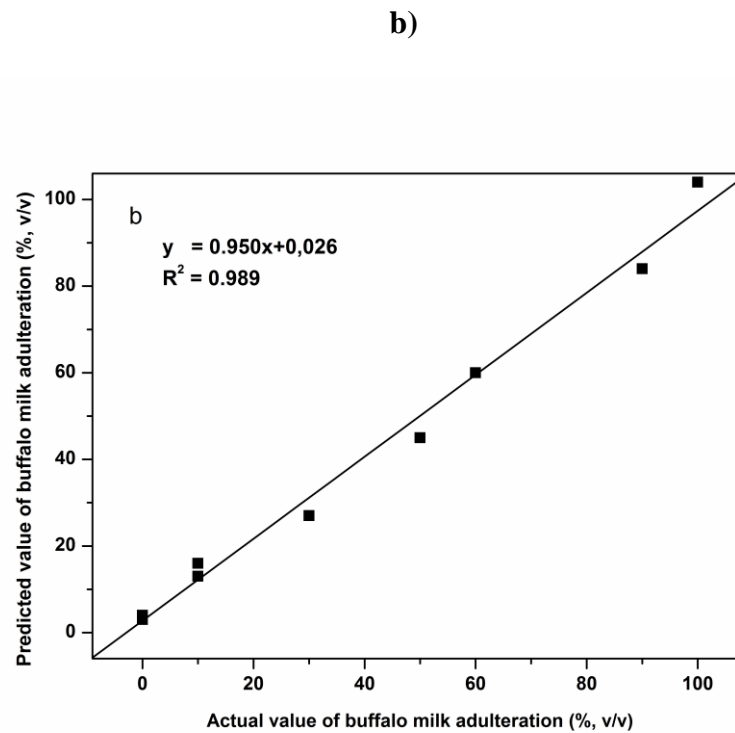 b)
b
y = 0.950x+0,026
R² = 0.989
Predicted value of buffalo milk adulteration (%, v/v)
100
80
60
40
20
0
0 20 40 60 80 100
Actual value of buffalo milk adulteration (%, v/v)